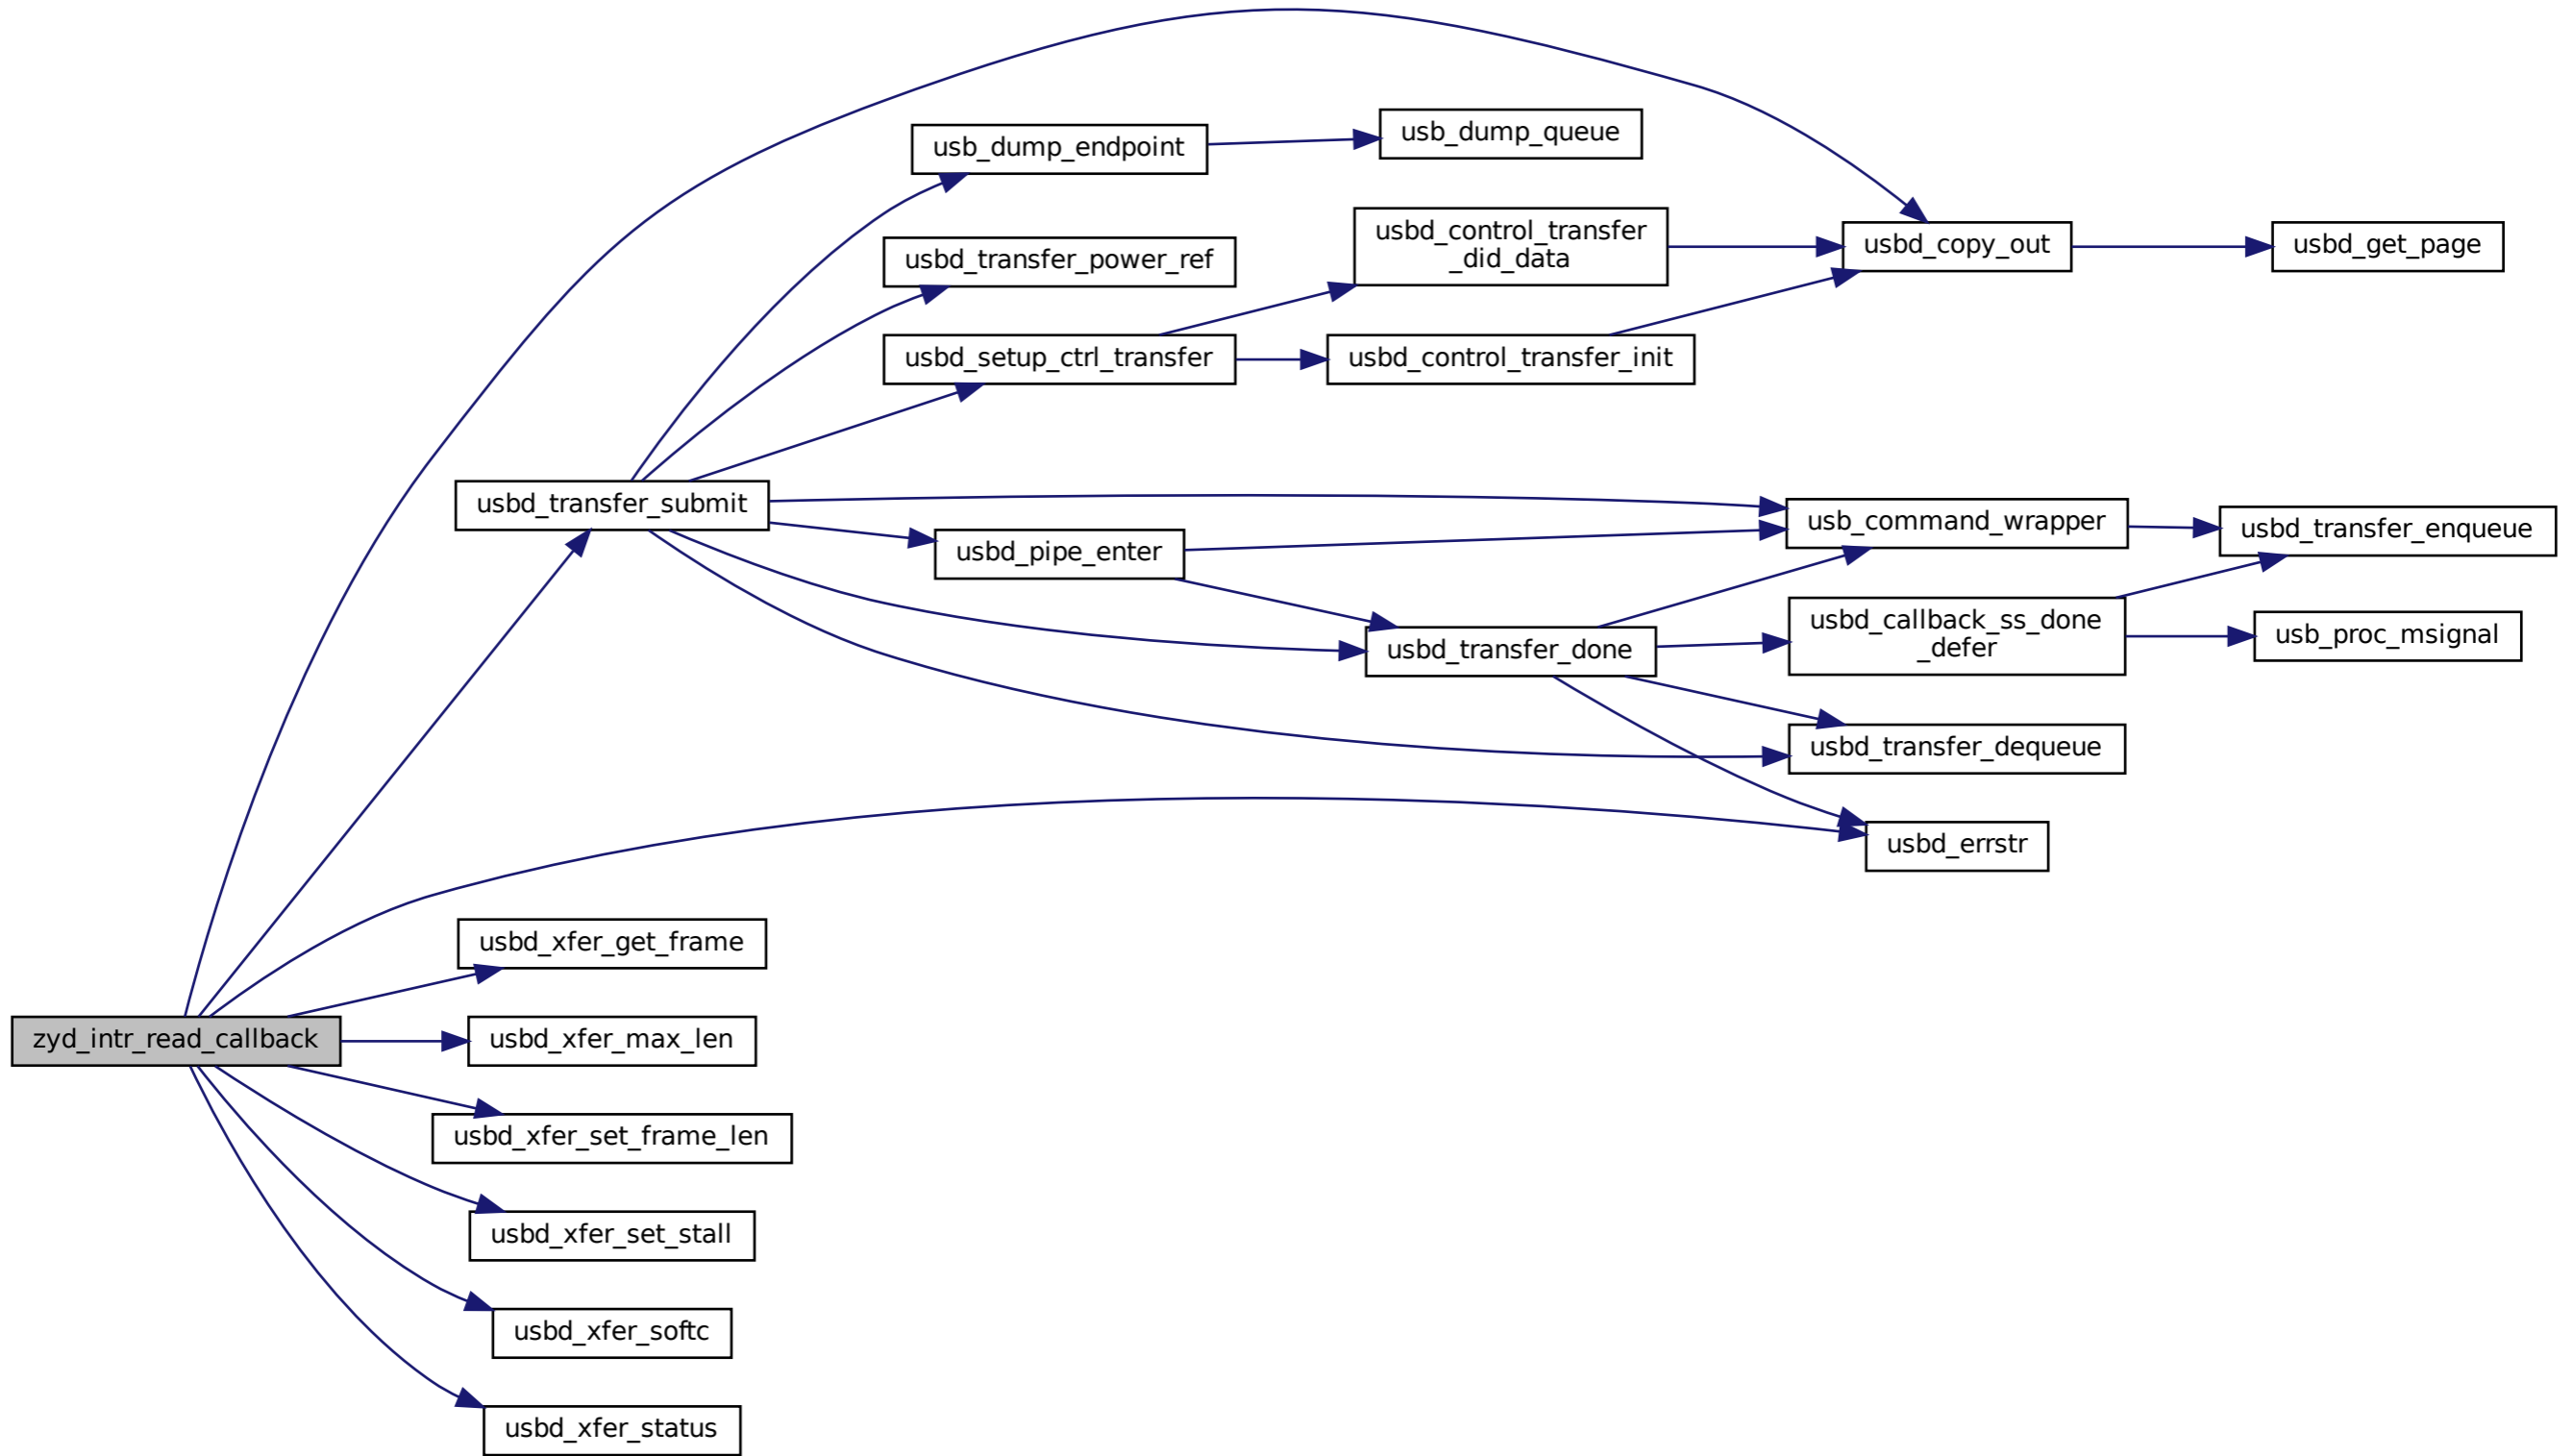 usb_dump_queue
usb_dump_endpoint
usbd_control_transfer
_did_data
usbd_copy_out
usbd_get_page
usbd_transfer_power_ref
usbd_setup_ctrl_transfer
usbd_control_transfer_init
usbd_transfer_submit
usb_command_wrapper
usbd_transfer_enqueue
usbd_pipe_enter
usbd_callback_ss_done
_defer
usb_proc_msignal
usbd_transfer_done
usbd_transfer_dequeue
usbd_errstr
usbd_xfer_get_frame
zyd_intr_read_callback
usbd_xfer_max_len
usbd_xfer_set_frame_len
usbd_xfer_set_stall
usbd_xfer_softc
usbd_xfer_status